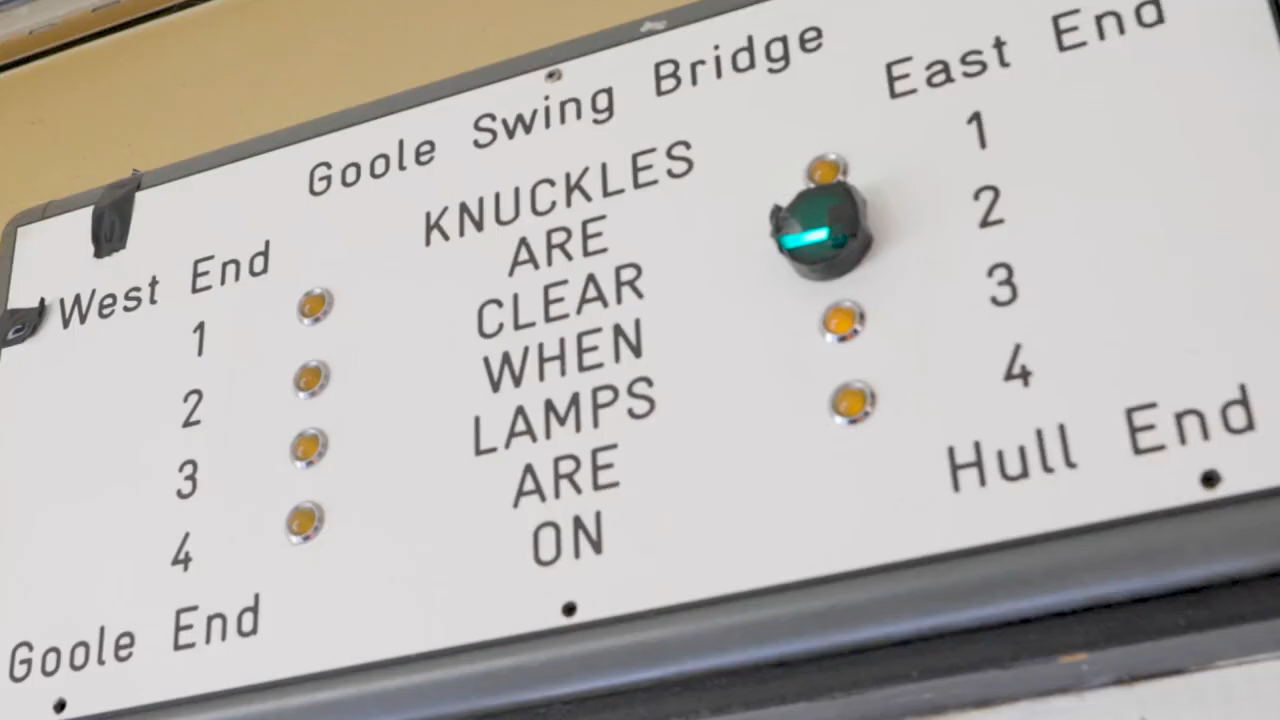 Goole Swing Bridge
East End
KNUCKLES
ARE
CLEAR
WHEN
LAMPS
ARE
ON
West End
1
2
3
4
Goole End
1
2
3
4
Hull End